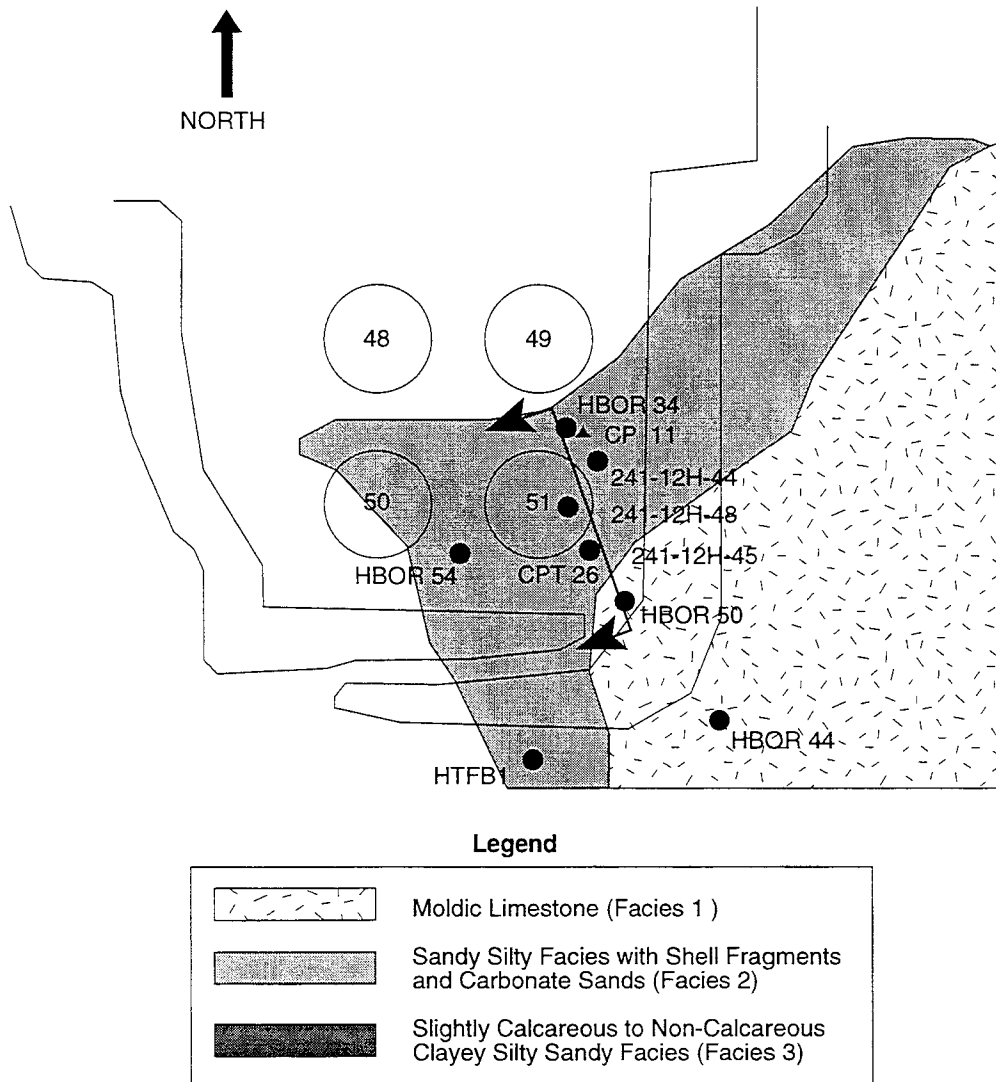 NORTH
48
49
HBOR 34
CPT 11
241-12H-44
50
51
241-12H-48
241-12H-45
HBOR 54
CPT 26
HBOR 50
HBOR 44
HTFB1
Legend
Moldic Limestone (Facies 1 )
Sandy Silty Facies with Shell Fragments
and Carbonate Sands (Facies 2)
Slightly Calcareous to Non-Calcareous
Clayey Silty Sandy Facies (Facies 3)